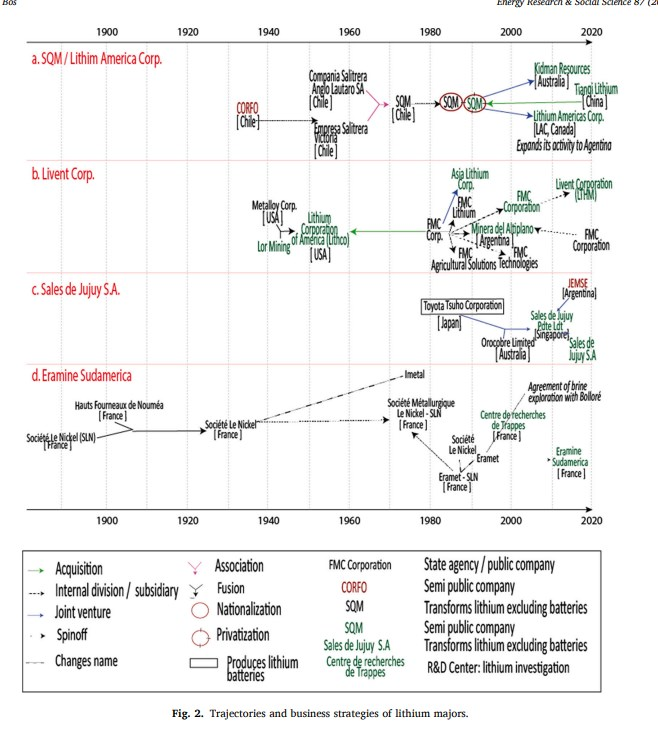 Bos
Energy Research & Social Science 87 (20
1900 1920 1940 1960 1980 2000 2020
a. SQM / Lithim America Corp.
CORFO
[Chile]
Compania Salitrera
Anglo Lautaro SA
[Chile]
Empresa Salitrera
Victoria
[Chile]
SQM
[Chile]
SQM
SQM
Kidman Resources
[Australia]
Tianqi Lithium
[China]
Lithium Americas Corp.
[LAC, Canada]
Expands its activity to Agentina
b. Livent Corp.
Metalloy Corp.
[USA]
Lor Mining
Lithium
Corporation
of America (Lithco)
[USA]
FMC
Corp.
Asia Lithium
Corp.
FMC
Lithium
FMC
Corporation
Livent Corporation
(LTHM)
Minera del Altiplano
[Argentina]
FMC
Corporation
FMC
Agricultural Solutions
FMC
Technologies
c. Sales de Jujuy S.A.
Toyota Tsuho Corporation
[Japan]
Orocobre Limited
[Australia]
JEMSE
[Argentina]
Sales de Jujuy
Pdte Ldt
[Singapore]
Sales de
Jujuy S.A
d. Eramine Sudamerica
Société Le Nickel (SLN)
[France]
Hauts Fourneaux de Nouméa
[France]
Société Le Nickel
[France]
Imetal
Société Métallurgique
Le Nickel - SLN
[France]
Société
Le Nickel
Eramet
Eramet - SLN
[France]
Centre de recherches
de Trappes
[France]
Agreement of brine
exploration with Bolloré
Eramine
Sudamerica
[France]
1900 1920 1940 1960 1980 2000 2020
Acquisition
Internal division / subsidiary
Joint venture
Spinoff
Changes name
Association
Fusion
Nationalization
Privatization
Produces lithium
batteries
FMC Corporation
CORFO
SQM
SQM
Sales de Jujuy S.A
Centre de recherches
de Trappes
State agency / public company
Semi public company
Transforms lithium excluding batteries
Semi public company
Transforms lithium excluding batteries
R&D Center: lithium investigation
Fig. 2. Trajectories and business strategies of lithium majors.